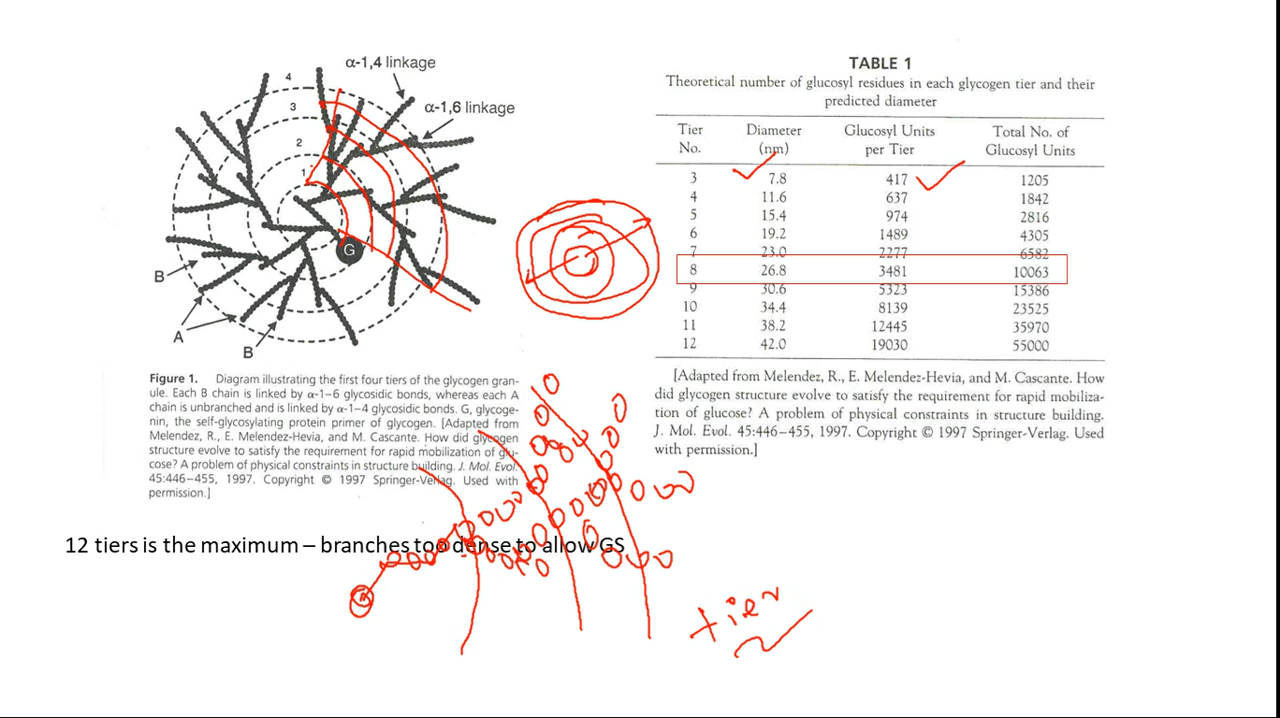 α-1,4 linkage
α-1,6 linkage
4
3
2
1
G
B
A
B
Figure 1. Diagram illustrating the first four tiers of the glycogen gran-
ule. Each B chain is linked by α-1-6 glycosidic bonds, whereas each A
chain is unbranched and is linked by α-1-4 glycosidic bonds. G, glycoge-
nin, the self-glycosylating protein primer of glycogen. [Adapted from
Melendez, R., E. Melendez-Hevia, and M. Cascante. How did glycogen
structure evolve to satisfy the requirement for rapid mobilization of glu-
cose? A problem of physical constraints in structure building. J. Mol. Evol.
45:446-455, 1997. Copyright © 1997 Springer-Verlag. Used with
permission.]
TABLE 1
Theoretical number of glucosyl residues in each glycogen tier and their
predicted diameter
Tier No. Diameter (nm) Glucosyl Units per Tier Total No. of Glucosyl Units
3 7.8 417 1205
4 11.6 637 1842
5 15.4 974 2816
6 19.2 1489 4305
7 23.0 2277 6582
8 26.8 3481 10063
9 30.6 5323 15386
10 34.4 8139 23525
11 38.2 12445 35970
12 42.0 19030 55000
[Adapted from Melendez, R., E. Melendez-Hevia, and M. Cascante. How
did glycogen structure evolve to satisfy the requirement for rapid mobiliza-
tion of glucose? A problem of physical constraints in structure building.
J. Mol. Evol. 45:446–455, 1997. Copyright © 1997 Springer-Verlag. Used
with permission.]
12 tiers is the maximum – branches too dense to allow GS
tier